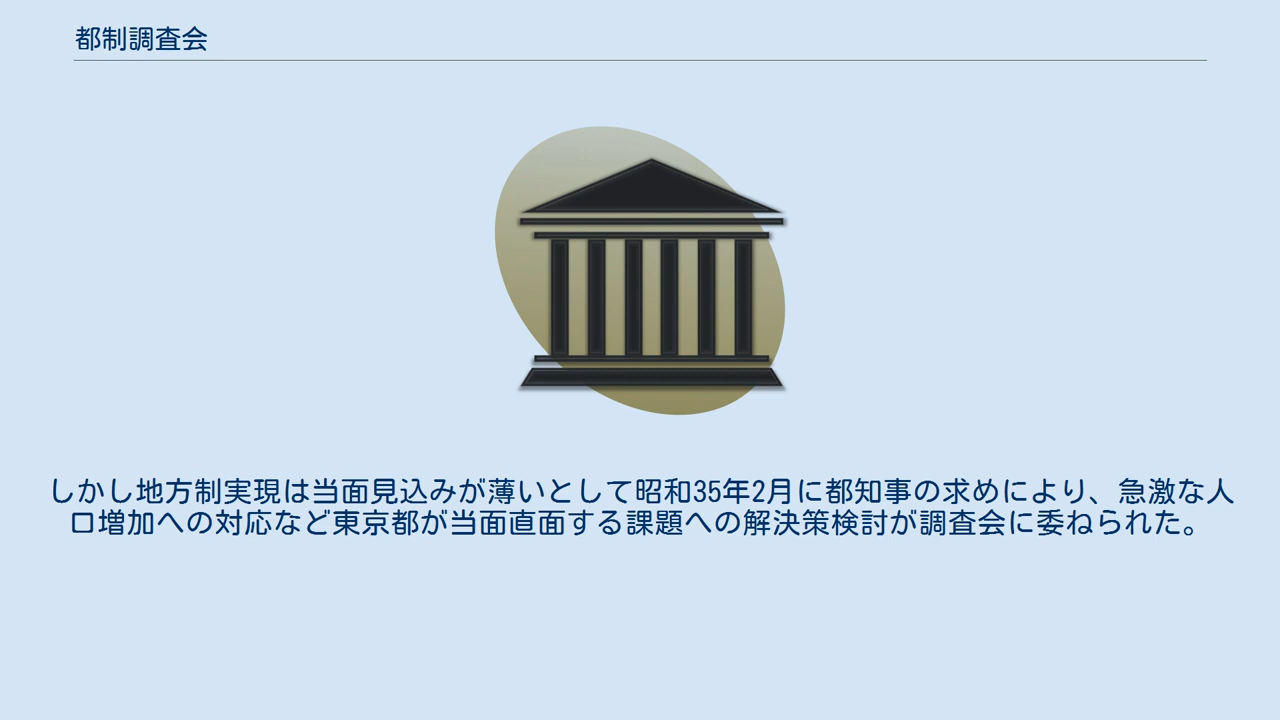 都制調査会
しかし地方制実現は当面見込みが薄いとして昭和35年2月に都知事の求めにより、急激な人
口増加への対応など東京都が当面直面する課題への解決策検討が調査会に委ねられた。